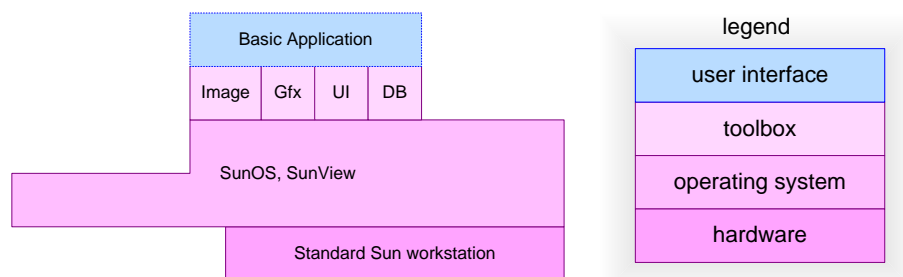 Basic Application
Image Gfx UI DB
SunOS, SunView
Standard Sun workstation
legend
user interface
toolbox
operating system
hardware